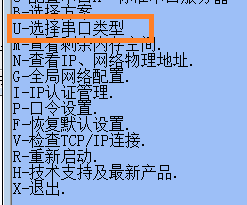 B-选择方案
U-选择串口类型
M-查看剩余内存空间.
N-查看IP、网络物理地址.
G-全局网络配置.
I-IP认证管理.
P-口令设置.
F-恢复默认设置.
V-检查TCP/IP连接.
R-重新启动.
H-技术支持及最新产品.
X-退出.